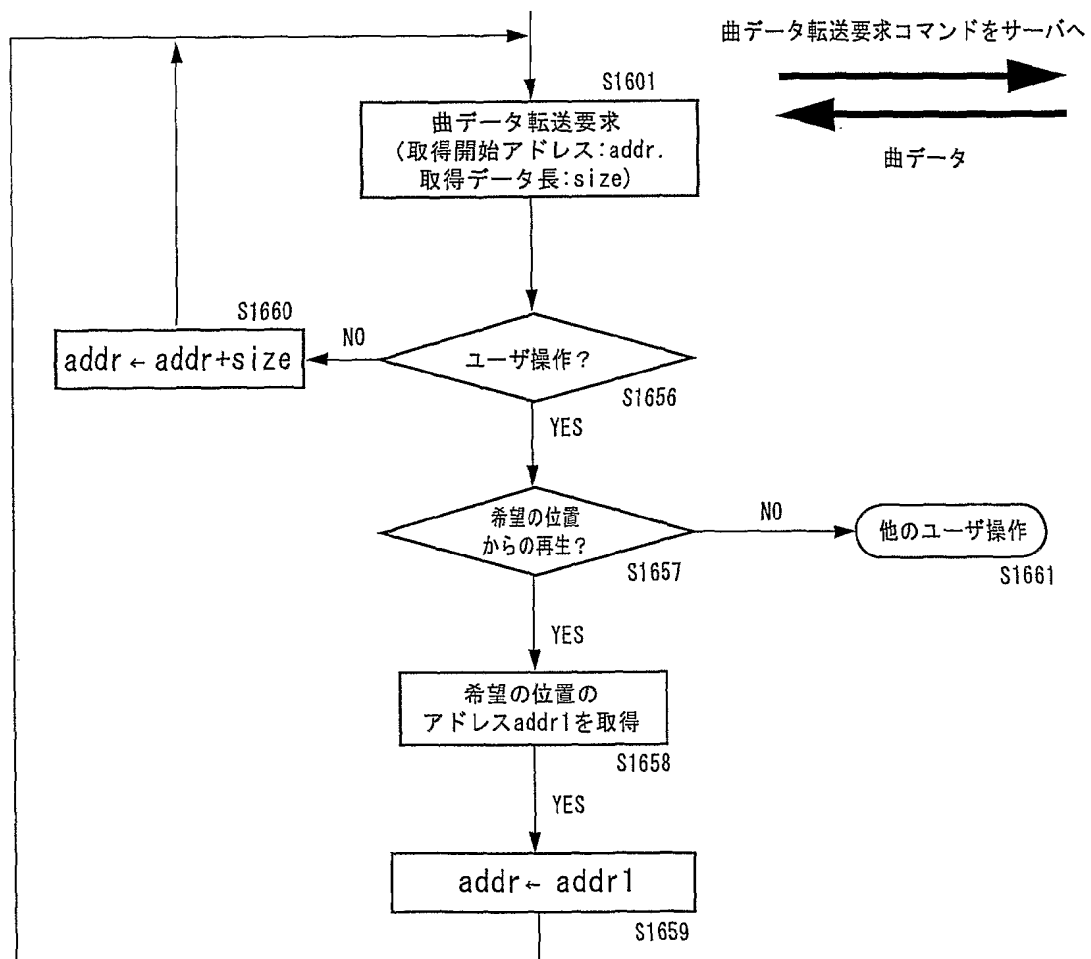 曲データ転送要求コマンドをサーバへ
曲データ
S1601
曲データ転送要求
(取得開始アドレス:addr.
取得データ長:size)
S1660
addr ← addr+size
NO
ユーザ操作?
S1656
YES
希望の位置
からの再生?
S1657
NO
他のユーザ操作
S1661
YES
希望の位置の
アドレスaddr1を取得
S1658
YES
addr ← addr1
S1659